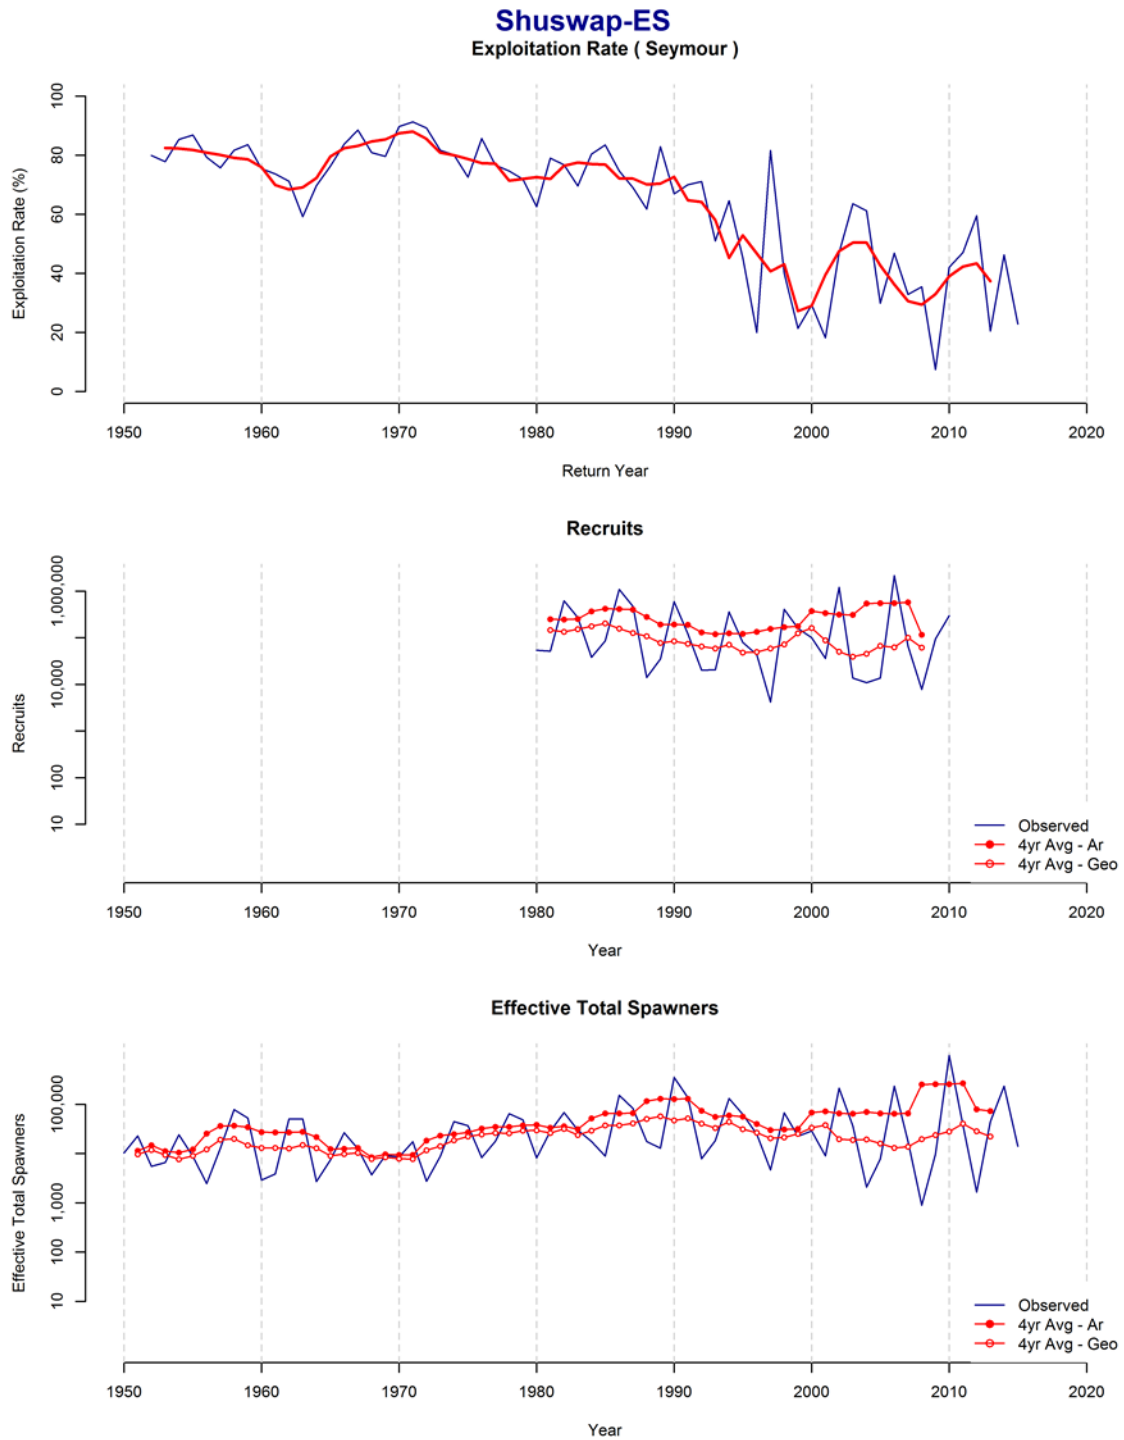 Shuswap-ES
Exploitation Rate ( Seymour )
Exploitation Rate (%)
100
80
60
40
20
0
1950 1960 1970 1980 1990 2000 2010 2020
Return Year
Recruits
Recruits
1,000,000
10,000
100
10
Observed
4yr Avg - Ar
4yr Avg - Geo
1950 1960 1970 1980 1990 2000 2010 2020
Year
Effective Total Spawners
Effective Total Spawners
100,000
1,000
100
10
Observed
4yr Avg - Ar
4yr Avg - Geo
1950 1960 1970 1980 1990 2000 2010 2020
Year